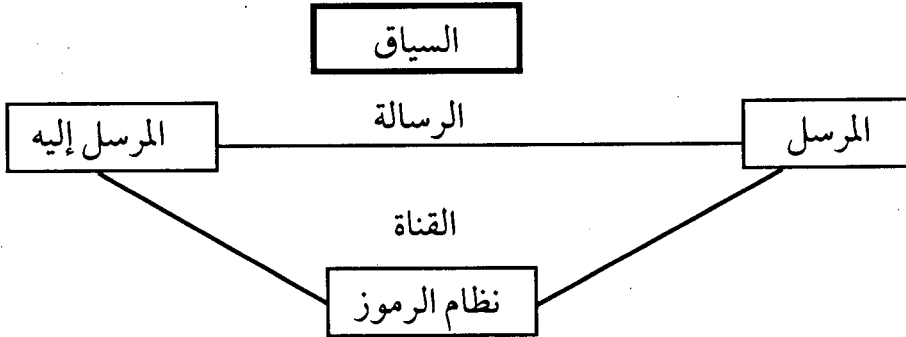 السياق
الرسالة
المرسل
المرسل إليه
القناة
نظام الرموز